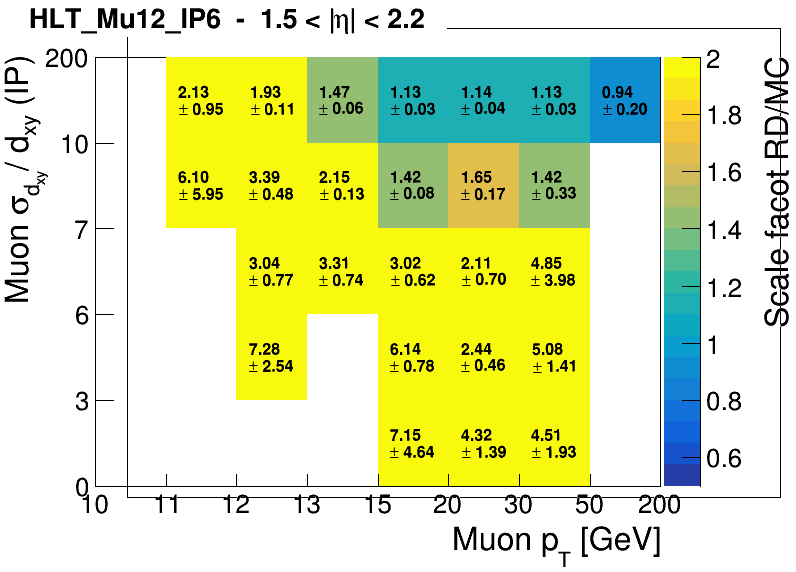 HLT_Mu12_IP6 - 1.5 < |η| < 2.2
Muon σ_{d_{xy}} / d_{xy} (IP)
200
10
7
6
3
0
2.13 ± 0.95
1.93 ± 0.11
1.47 ± 0.06
1.13 ± 0.03
1.14 ± 0.04
1.13 ± 0.03
0.94 ± 0.20
6.10 ± 5.95
3.39 ± 0.48
2.15 ± 0.13
1.42 ± 0.08
1.65 ± 0.17
1.42 ± 0.33
3.04 ± 0.77
3.31 ± 0.74
3.02 ± 0.62
2.11 ± 0.70
4.85 ± 3.98
7.28 ± 2.54
6.14 ± 0.78
2.44 ± 0.46
5.08 ± 1.41
7.15 ± 4.64
4.32 ± 1.39
4.51 ± 1.93
10 11 12 13 15 20 30 50 200
Muon p_T [GeV]
2
1.8
1.6
1.4
1.2
1
0.8
0.6
Scale facot RD/MC